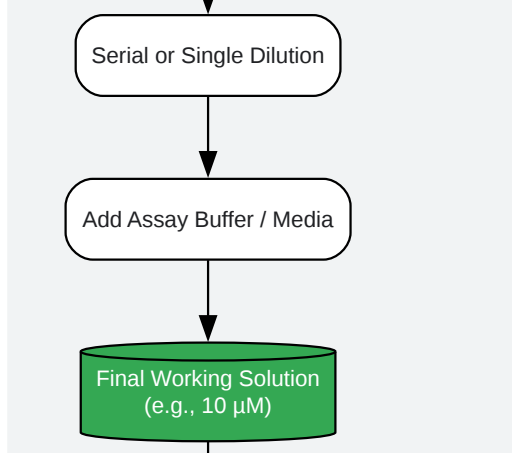 Serial or Single Dilution
Add Assay Buffer / Media
Final Working Solution
(e.g., 10 µM)